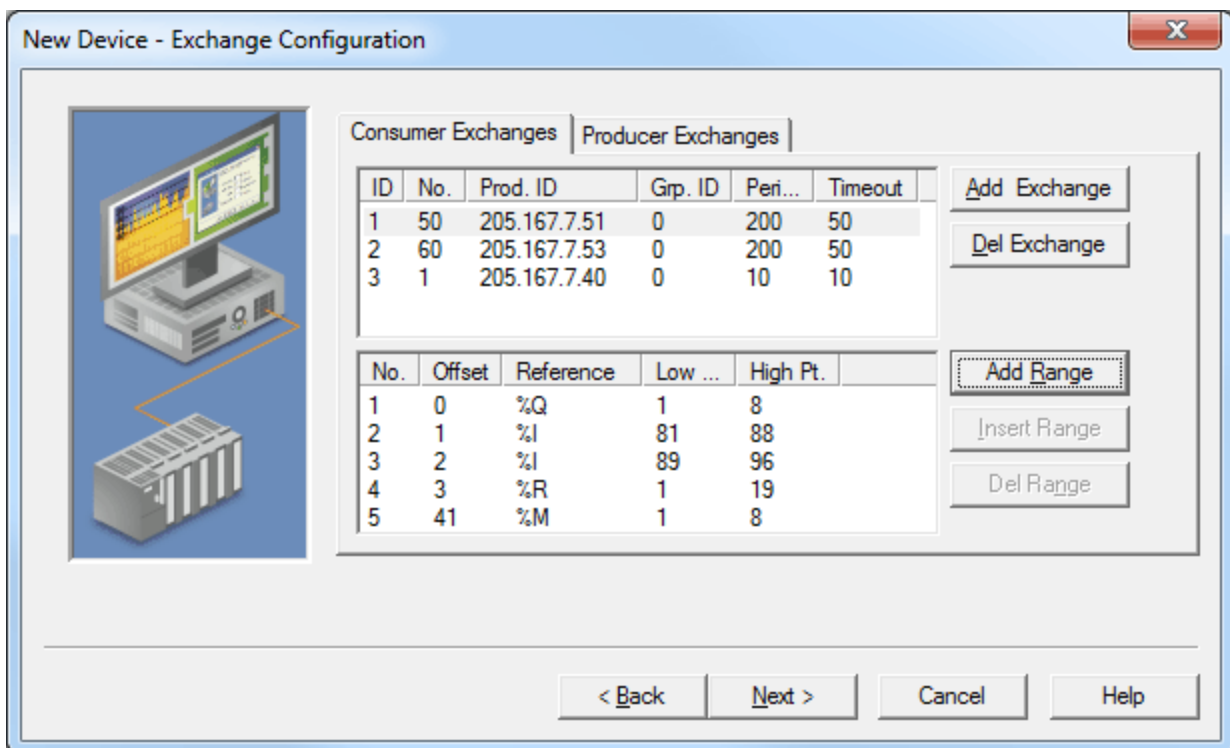 New Device - Exchange Configuration
Consumer Exchanges Producer Exchanges
ID No. Prod. ID Grp. ID Peri... Timeout
1 50 205.167.7.51 0 200 50
2 60 205.167.7.53 0 200 50
3 1 205.167.7.40 0 10 10
Add Exchange
Del Exchange
No. Offset Reference Low ... High Pt.
1 0 %Q 1 8
2 1 %I 81 88
3 2 %I 89 96
4 3 %R 1 19
5 41 %M 1 8
Add Range
Insert Range
Del Range
< Back Next > Cancel Help